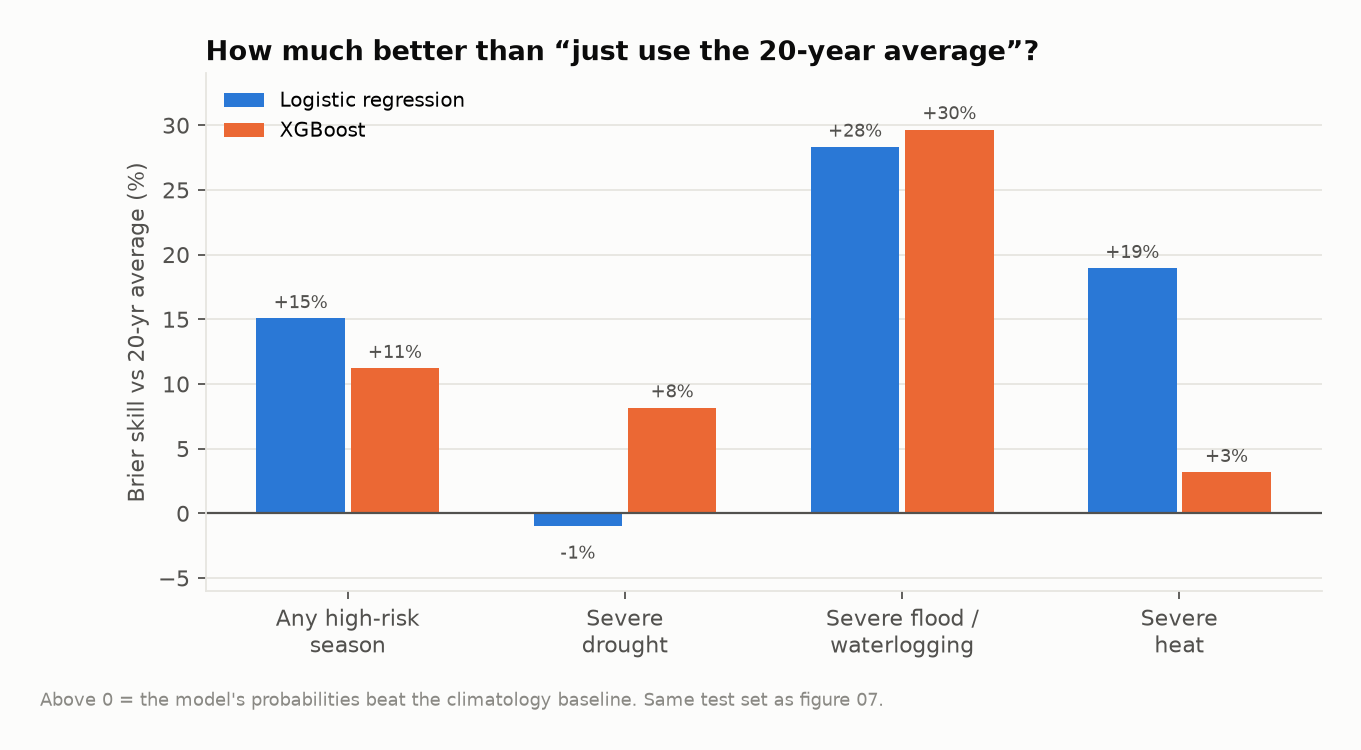 How much better than “just use the 20-year average”?
Logistic regression
XGBoost
Brier skill vs 20-yr average (%)
30
25
20
15
10
5
0
−5
+15%
+11%
-1%
+8%
+28%
+30%
+19%
+3%
Any high-risk
season
Severe
drought
Severe flood /
waterlogging
Severe
heat
Above 0 = the model's probabilities beat the climatology baseline. Same test set as figure 07.